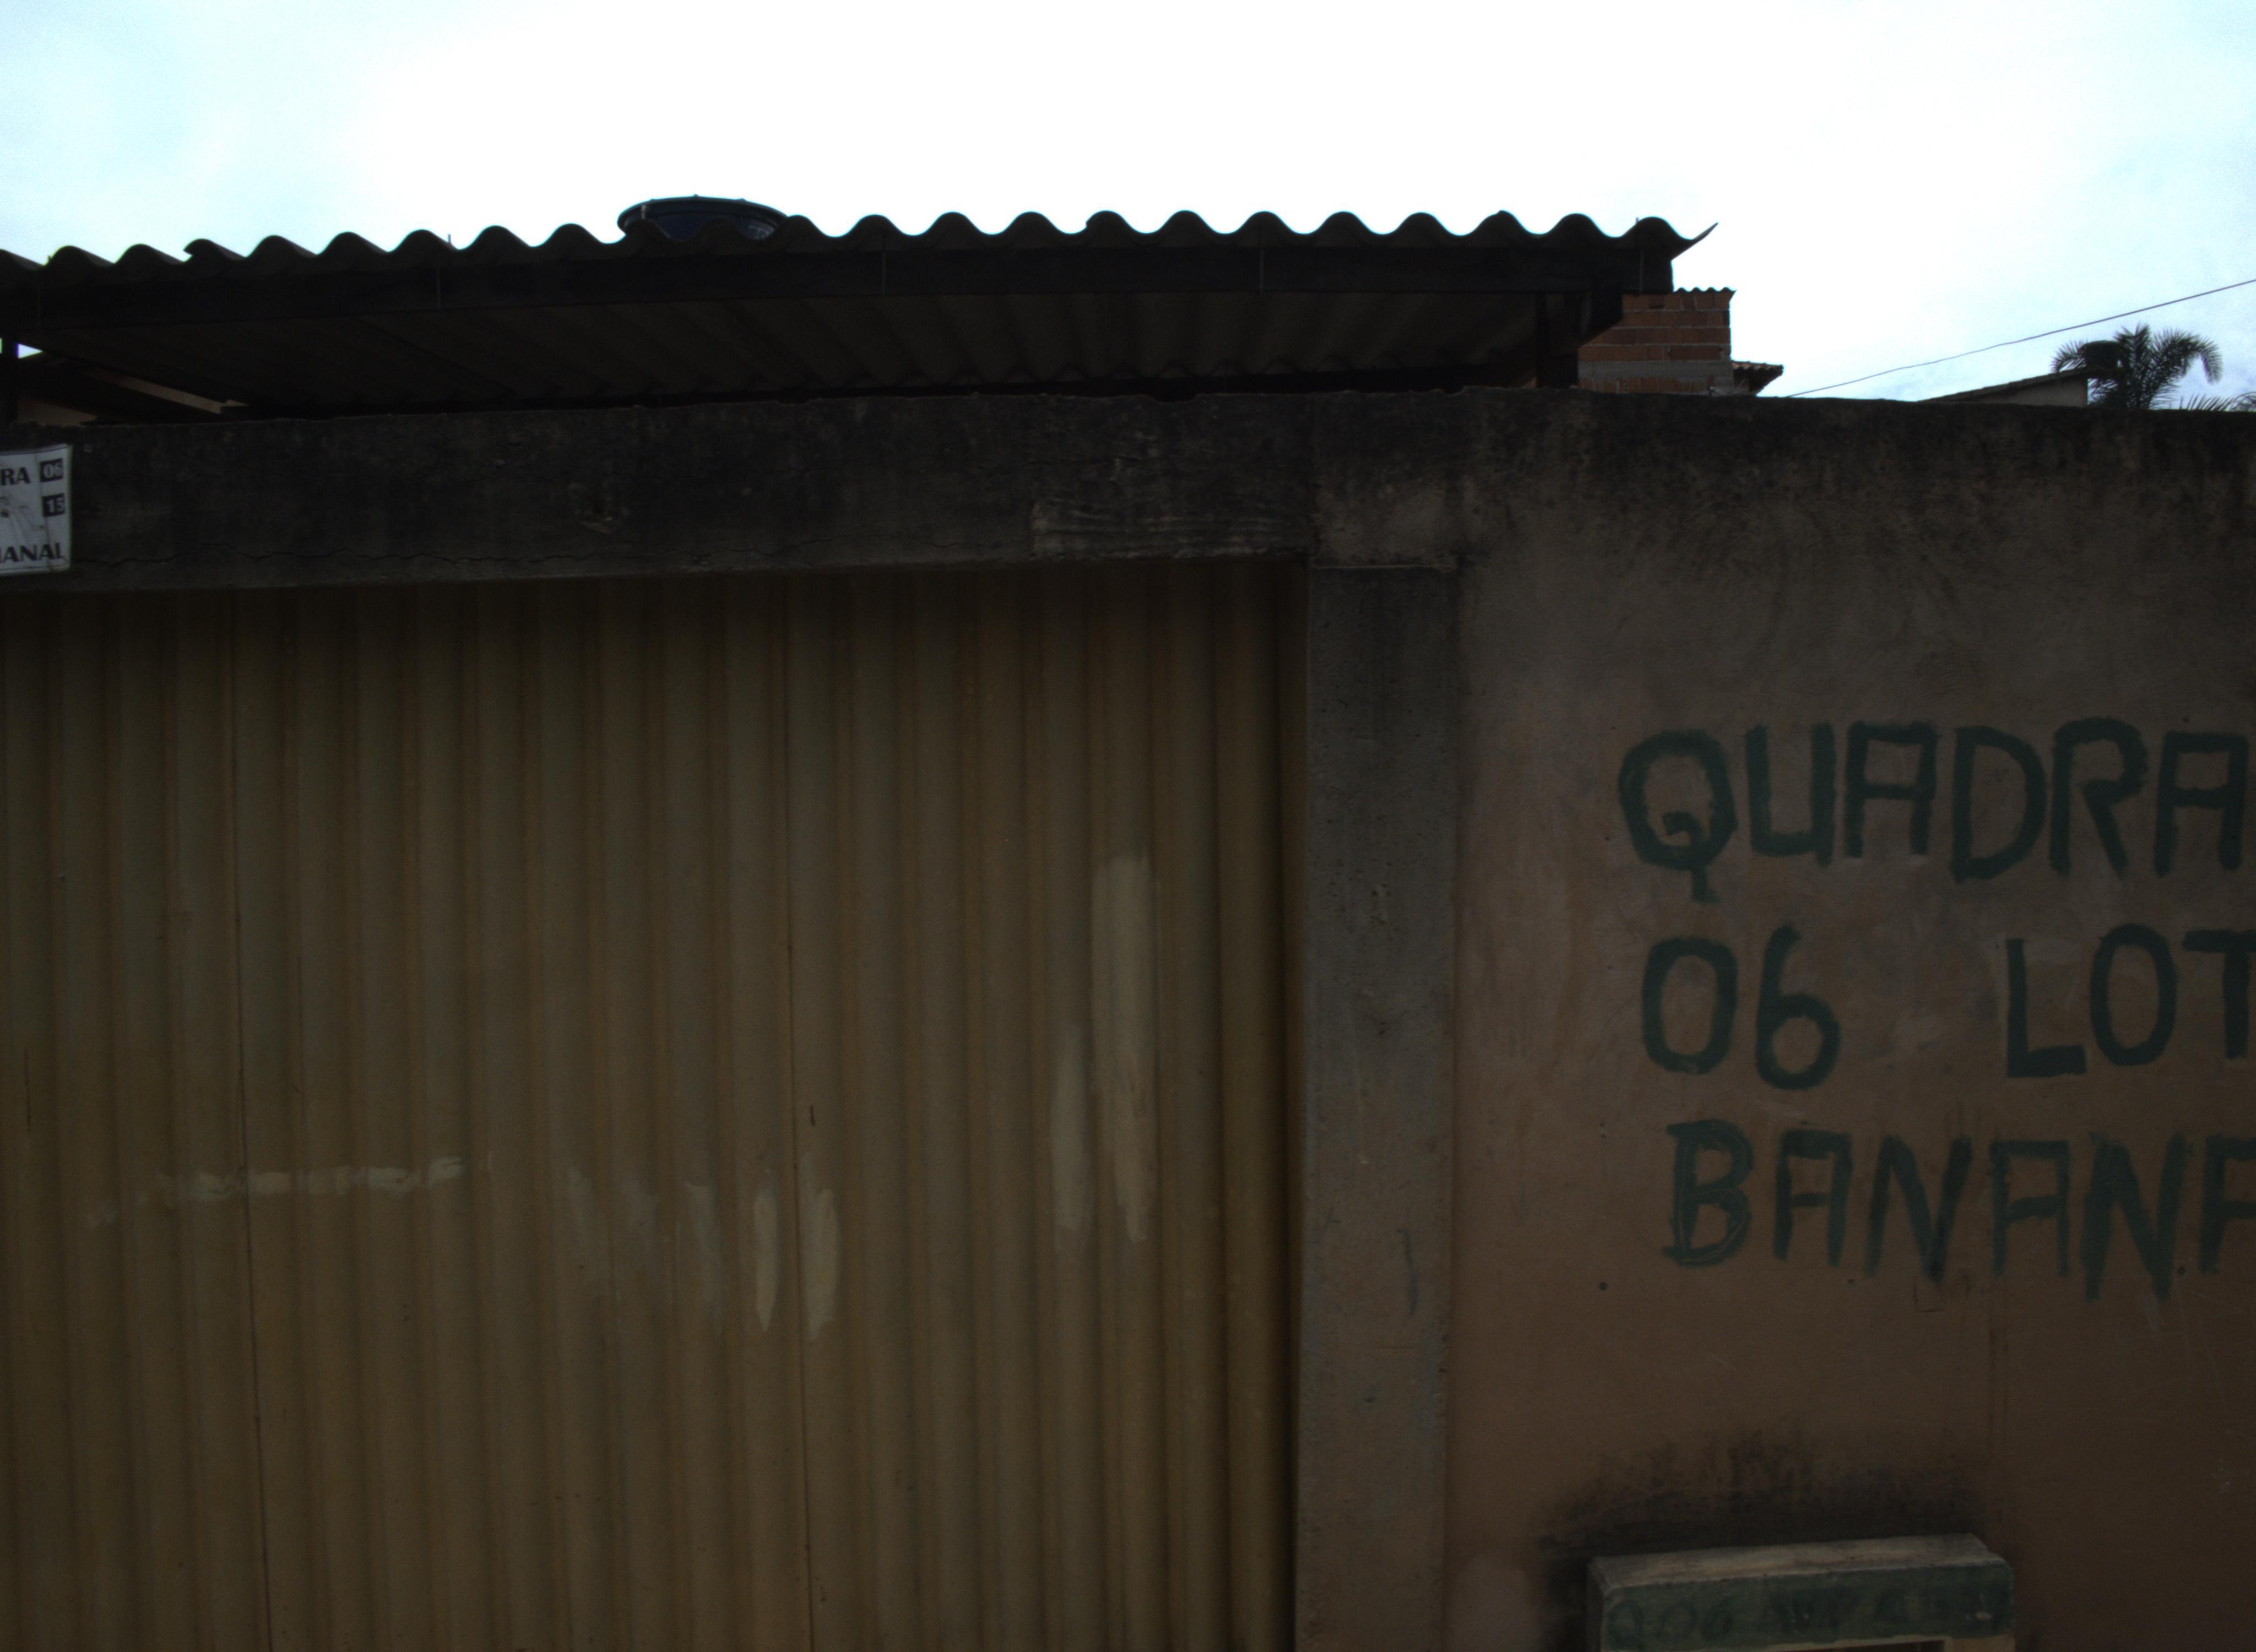 RA 06
15
ANAL
QUADRA
06 LOT
BANANA